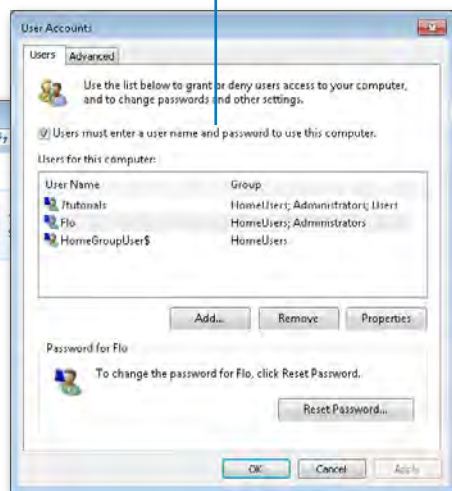 User Accounts
Users Advanced
Use the list below to grant or deny users access to your computer,
and to change passwords and other settings.
Users must enter a user name and password to use this computer.
Users for this computer:
User Name Group
7tutorials HomeUsers; Administrators; Users
Flo HomeUsers; Administrators
HomeGroupUser$ HomeUsers
Add... Remove Properties
Password for Flo
To change the password for Flo, click Reset Password.
Reset Password...
OK Cancel Apply